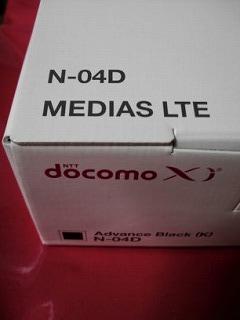 N-04D
MEDIAS LTE
NTT
docomo Xi
Advance Black (K)
N-04D